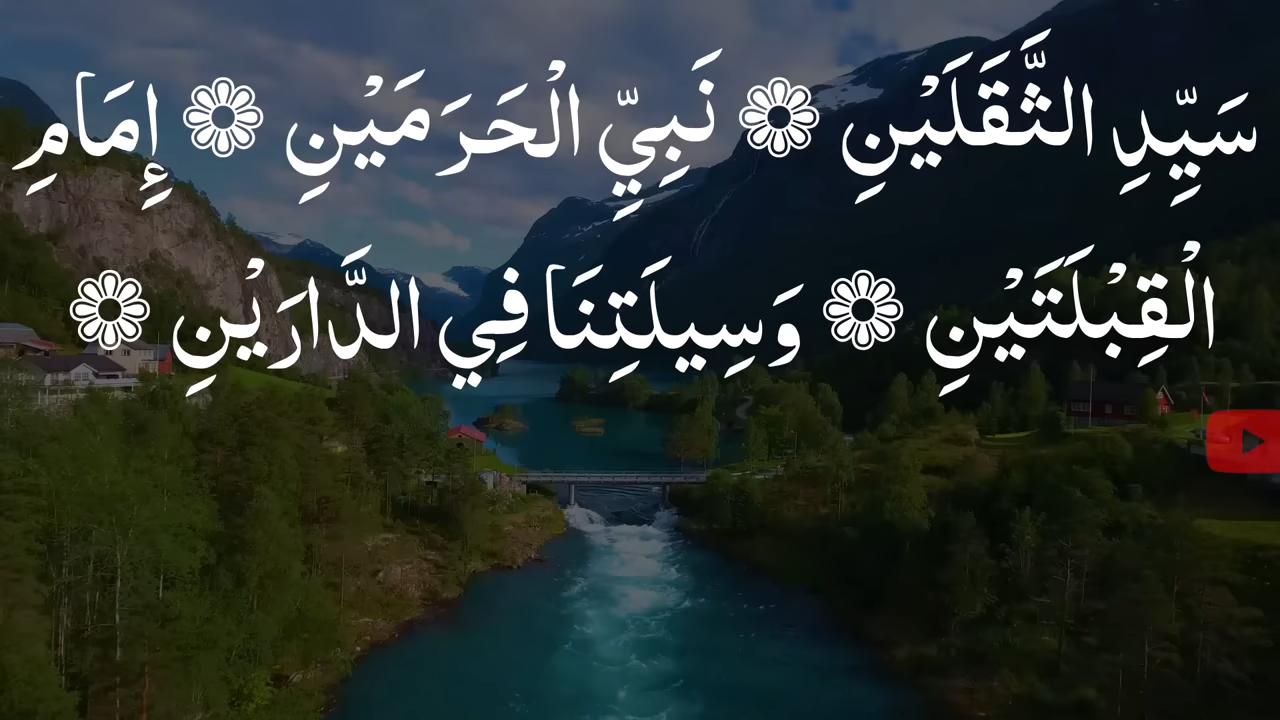 سَيِّدِ الثَّقَلَيْنِ ۞ نَبِيِّ الْحَرَمَيْنِ ۞ إِمَامِ
الْقِبْلَتَيْنِ ۞ وَسِيلَتِنَا فِي الدَّارَيْنِ ۞